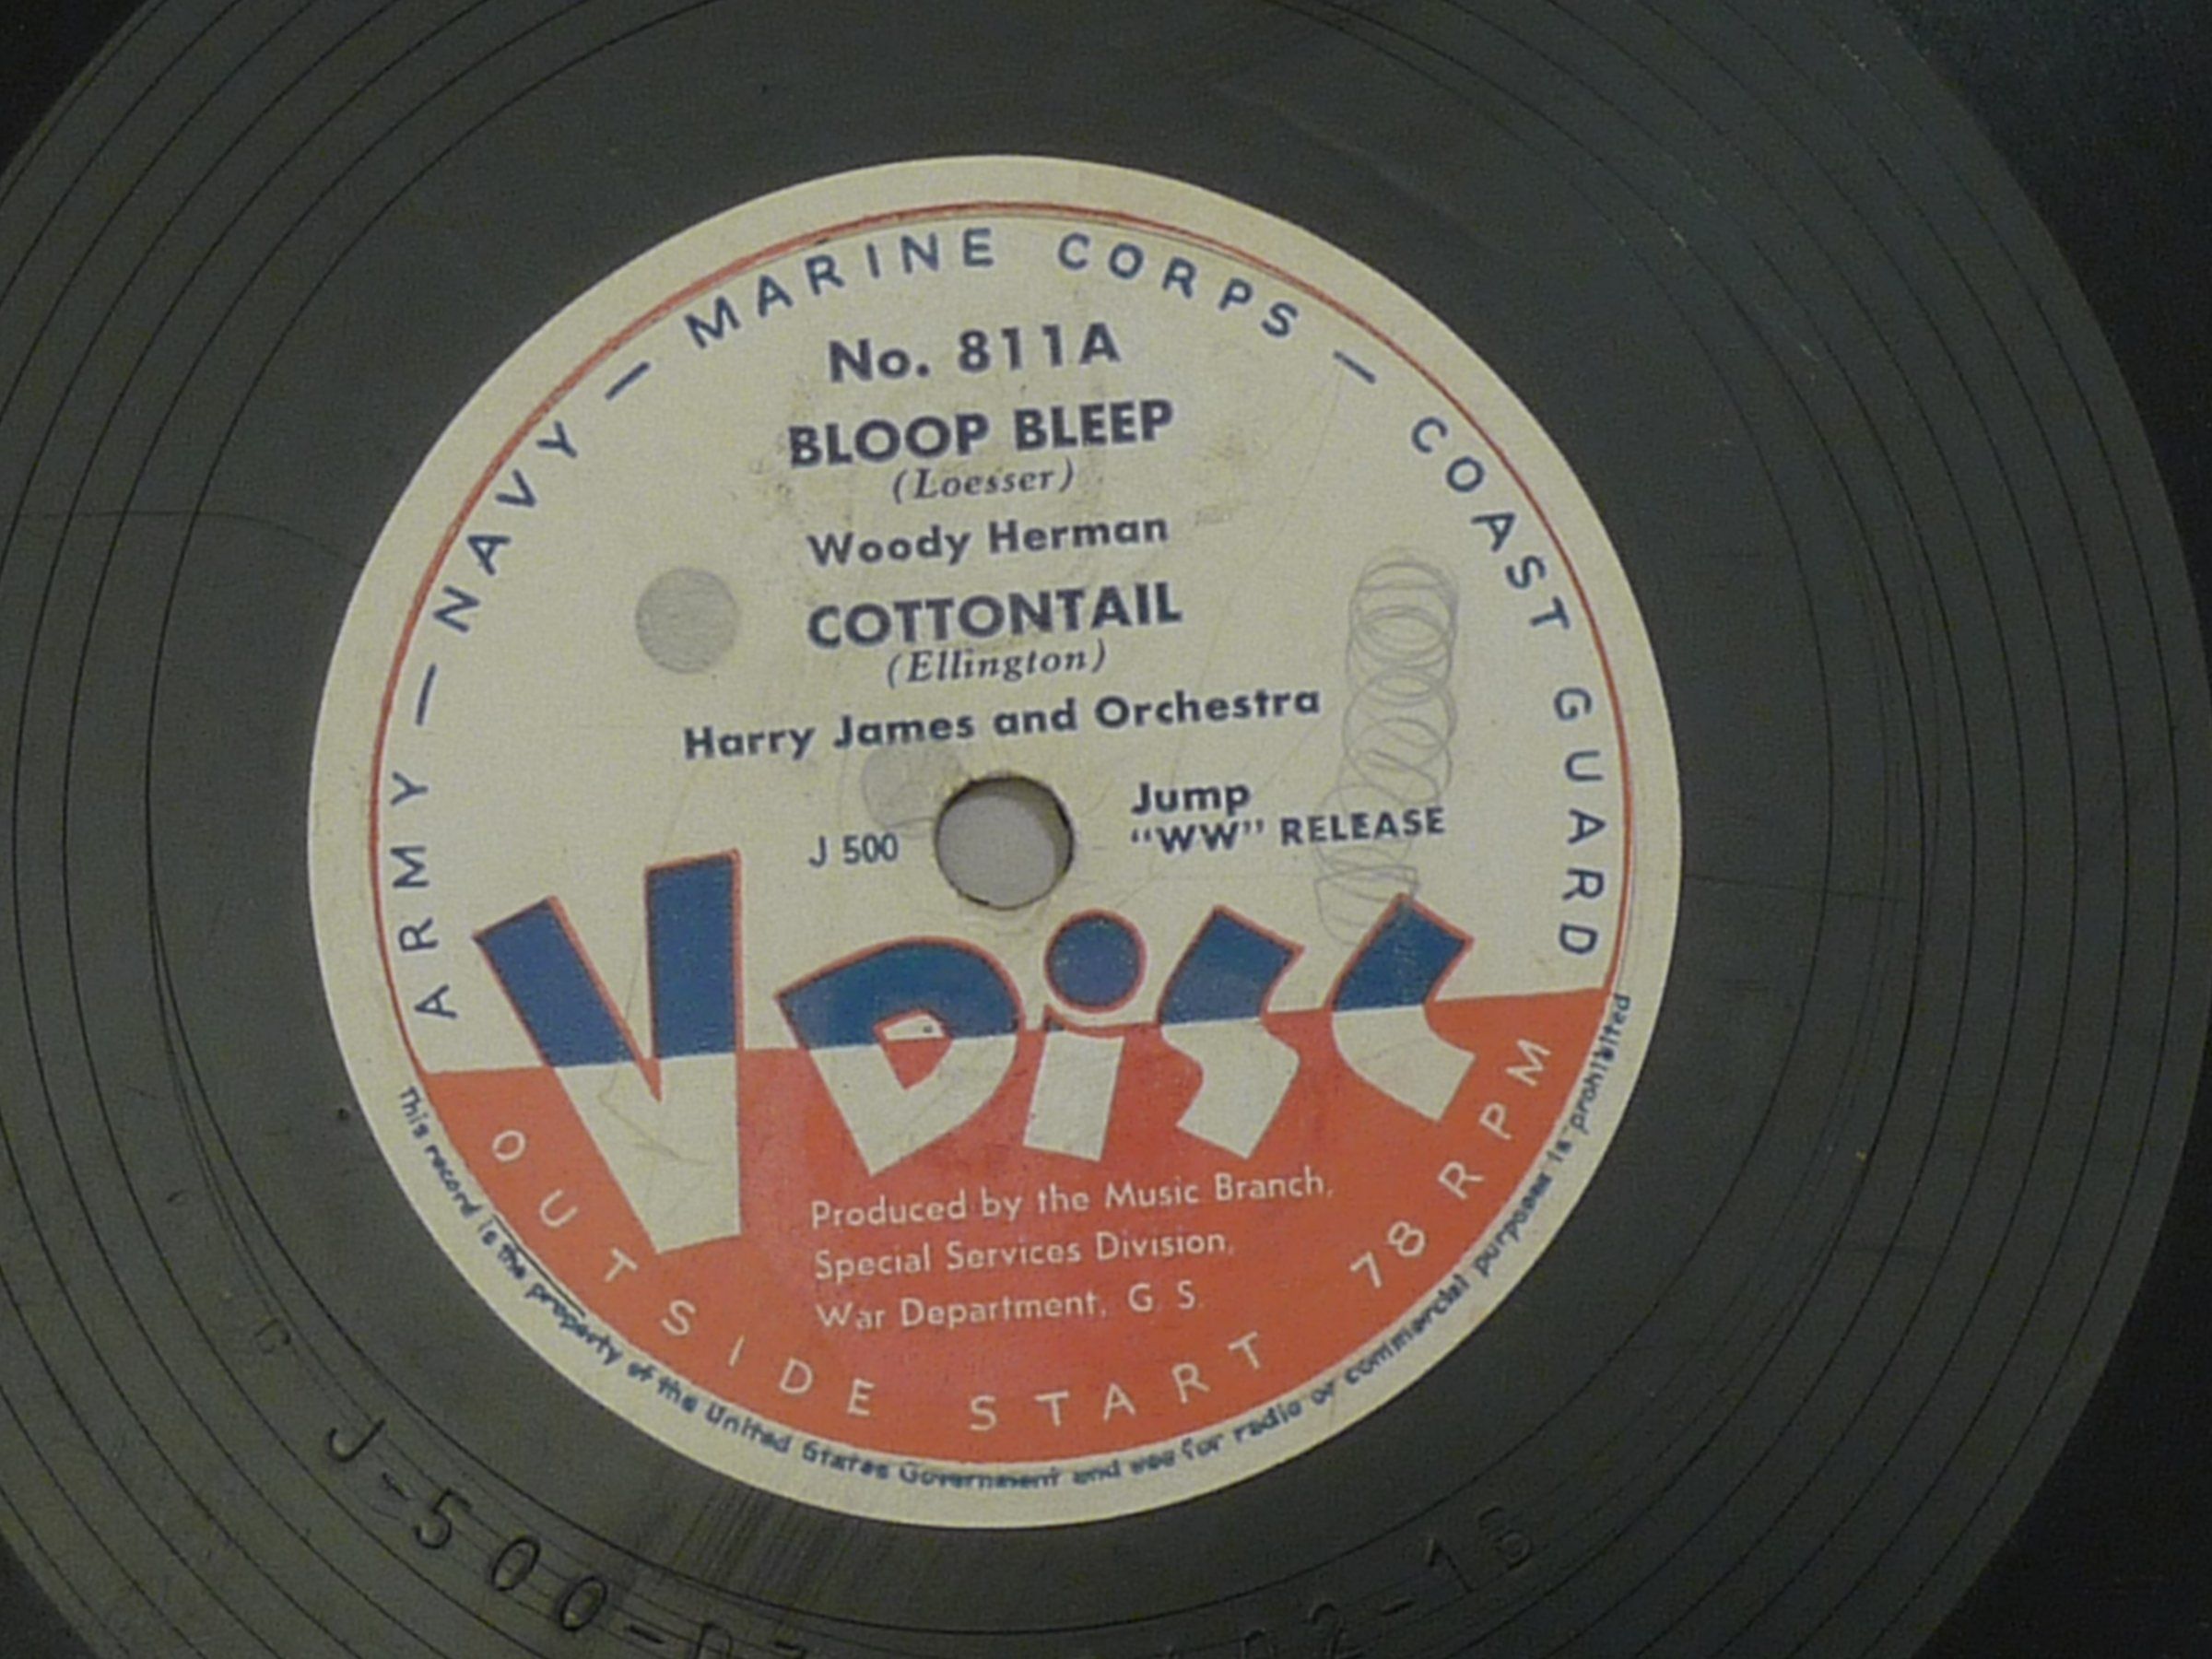 ARMY — NAVY — MARINE CORPS — COAST GUARD
No. 811A
BLOOP BLEEP
(Loesser)
Woody Herman
COTTONTAIL
(Ellington)
Harry James and Orchestra
Jump
J 500
"WW" RELEASE
V DiSC
Produced by the Music Branch,
Special Services Division,
War Department, G. S.
OUTSIDE START 78 RPM
This record is the property of the United States Government and use for radio or commercial purposes is prohibited
J-500-
2-15